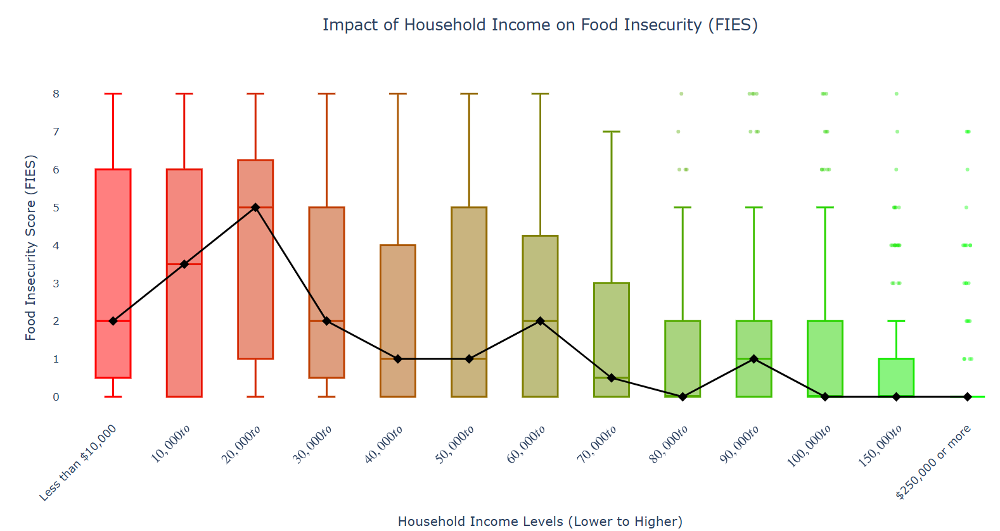 Impact of Household Income on Food Insecurity (FIES)
Food Insecurity Score (FIES)
8
7
6
5
4
3
2
1
0
Less than $10,000
10,000to
20,000to
30,000to
40,000to
50,000to
60,000to
70,000to
80,000to
90,000to
100,000to
150,000to
$250,000 or more
Household Income Levels (Lower to Higher)